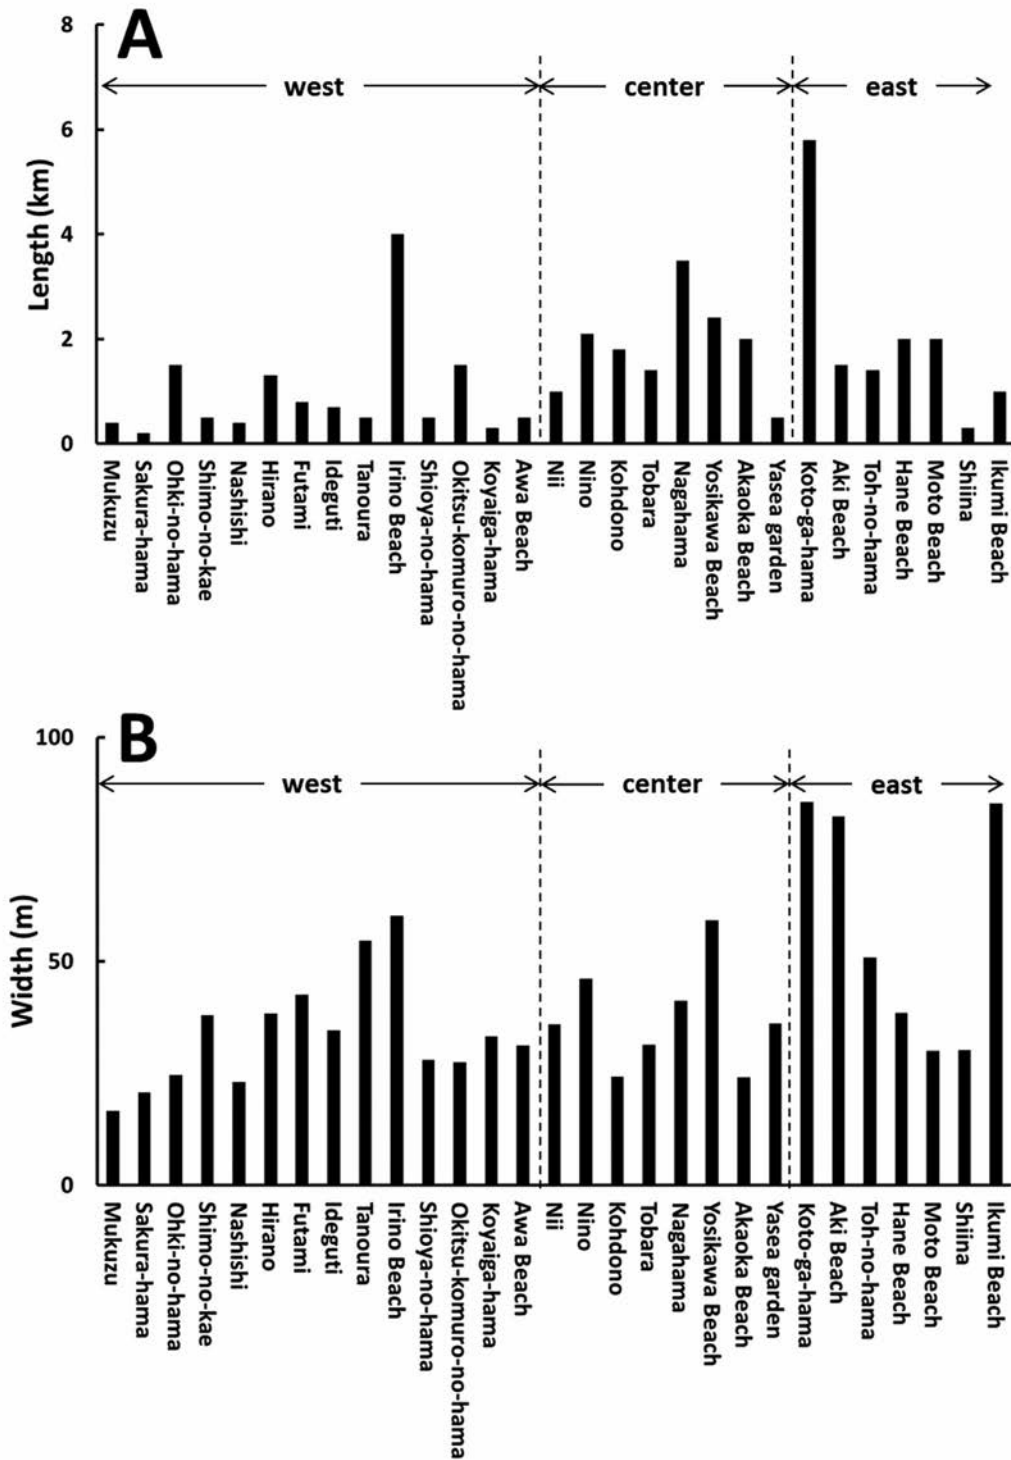 A
8
6
4
2
0
Length (km)
west
center
east
Mukuzu
Sakura-hama
Ohki-no-hama
Shimo-no-kae
Nashishi
Hirano
Futami
Ideguti
Tanoura
Irino Beach
Shioya-no-hama
Okitsu-komuro-no-hama
Koyaiga-hama
Awa Beach
Nii
Nino
Kohdono
Tobara
Nagahama
Yosikawa Beach
Akaoka Beach
Yasea garden
Koto-ga-hama
Aki Beach
Toh-no-hama
Hane Beach
Moto Beach
Shiina
Ikumi Beach
B
100
50
0
Width (m)
west
center
east
Mukuzu
Sakura-hama
Ohki-no-hama
Shimo-no-kae
Nashishi
Hirano
Futami
Ideguti
Tanoura
Irino Beach
Shioya-no-hama
Okitsu-komuro-no-hama
Koyaiga-hama
Awa Beach
Nii
Nino
Kohdono
Tobara
Nagahama
Yosikawa Beach
Akaoka Beach
Yasea garden
Koto-ga-hama
Aki Beach
Toh-no-hama
Hane Beach
Moto Beach
Shiina
Ikumi Beach